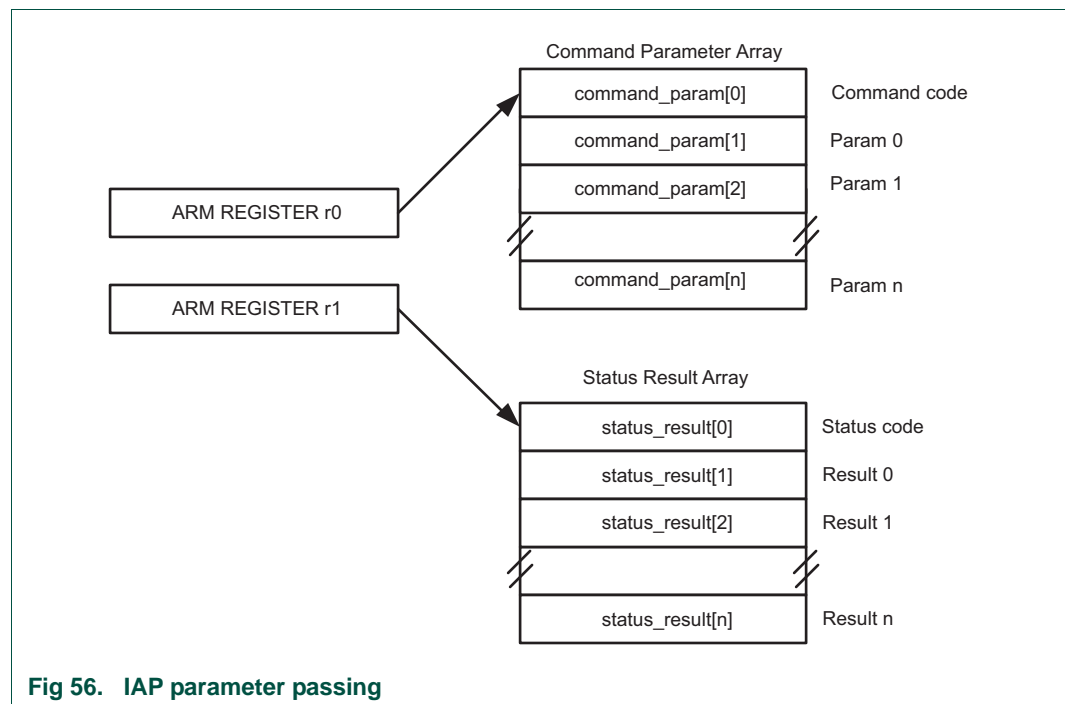 Command Parameter Array
command_param[0] Command code
command_param[1] Param 0
command_param[2] Param 1
ARM REGISTER r0
command_param[n] Param n
ARM REGISTER r1
Status Result Array
status_result[0] Status code
status_result[1] Result 0
status_result[2] Result 1
status_result[n] Result n
Fig 56. IAP parameter passing